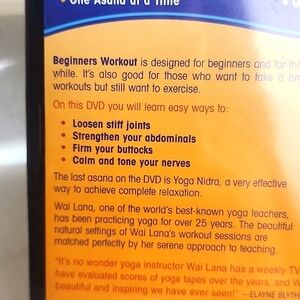 One Asana at a Time
Beginners Workout is designed for beginners and for tho
while. It's also good for those who want to take a bre
workouts but still want to exercise.
On this DVD you will learn easy ways to:
• Loosen stiff joints
• Strengthen your abdominals
• Firm your buttocks
• Calm and tone your nerves
The last asana on the DVD is Yoga Nidra, a very effective
way to achieve complete relaxation.
Wai Lana, one of the world's best-known yoga teachers,
has been practicing yoga for over 25 years. The beautiful
natural settings of Wai Lana's workout sessions are
matched perfectly by her serene approach to teaching.
"It's no wonder yoga instructor Wai Lana has a weekly TV
have evaluated scores of yoga tapes over the years, and W
beautiful and inspiring we have ever seen." —ELAYNE BLYTH